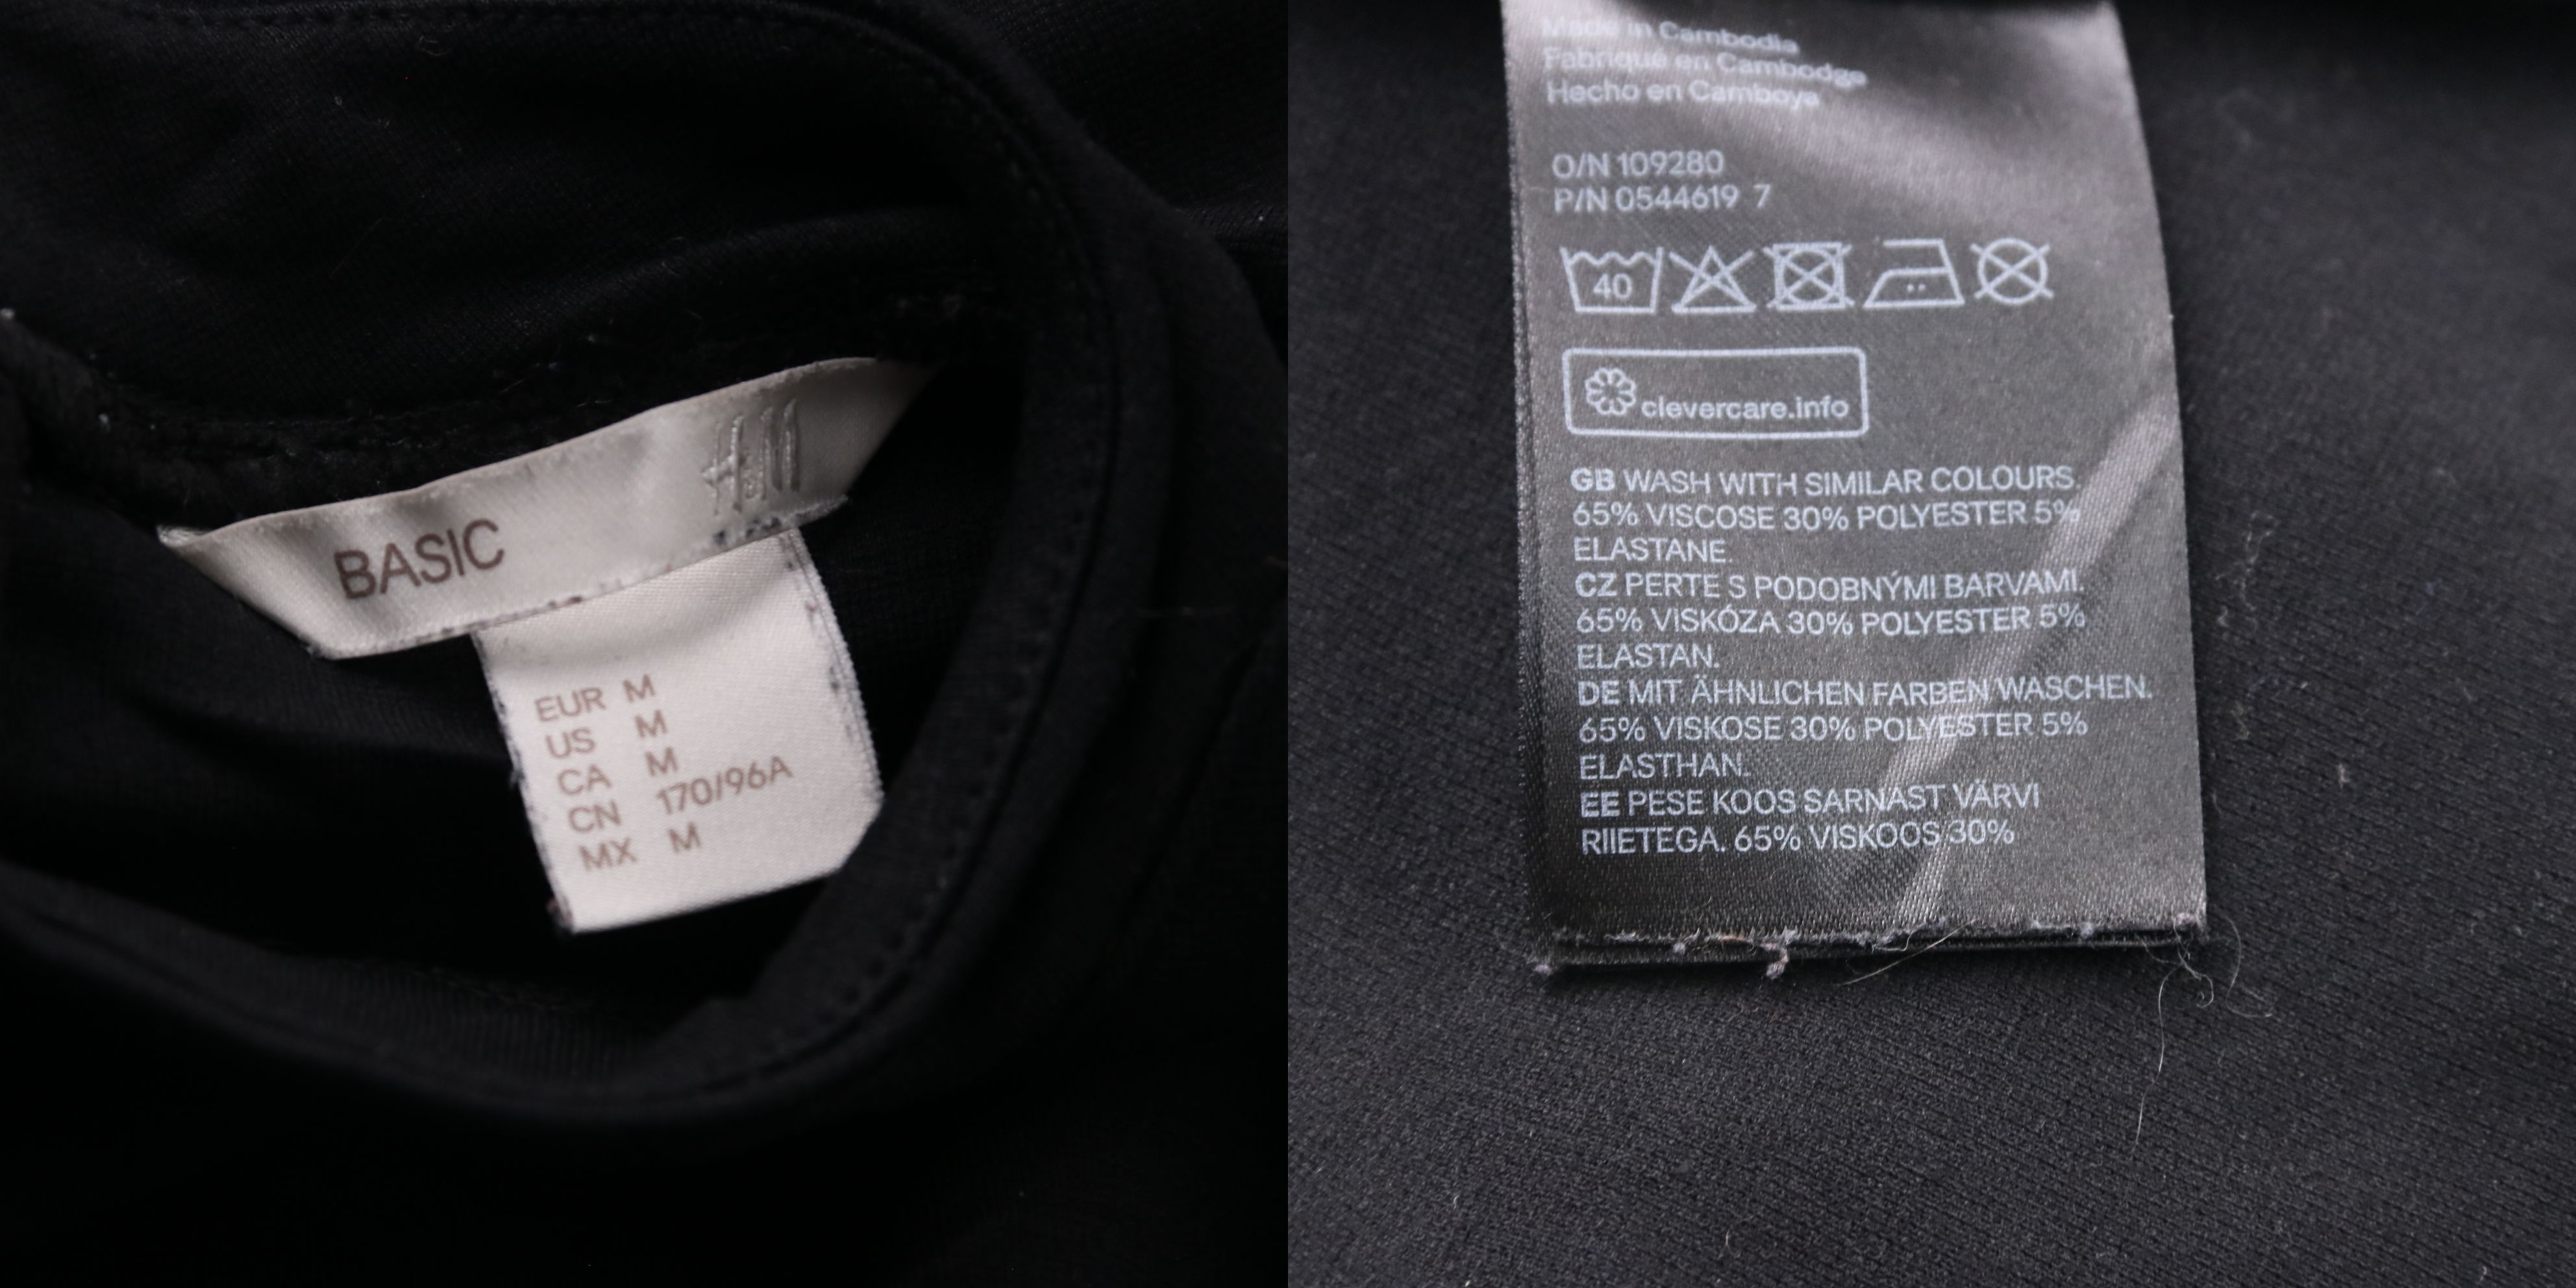 H&M
BASIC
EUR M
US M
CA M
CN 170/96A
MX M
Made in Cambodia
Fabriqué en Cambodge
Hecho en Camboya
O/N 109280
P/N 0544619 7
40
clevercare.info
GB WASH WITH SIMILAR COLOURS.
65% VISCOSE 30% POLYESTER 5%
ELASTANE.
CZ PERTE S PODOBNÝMI BARVAMI.
65% VISKÓZA 30% POLYESTER 5%
ELASTAN.
DE MIT ÄHNLICHEN FARBEN WASCHEN.
65% VISKOSE 30% POLYESTER 5%
ELASTHAN.
EE PESE KOOS SARNAST VÄRVI
RIIETEGA. 65% VISKOOS 30%